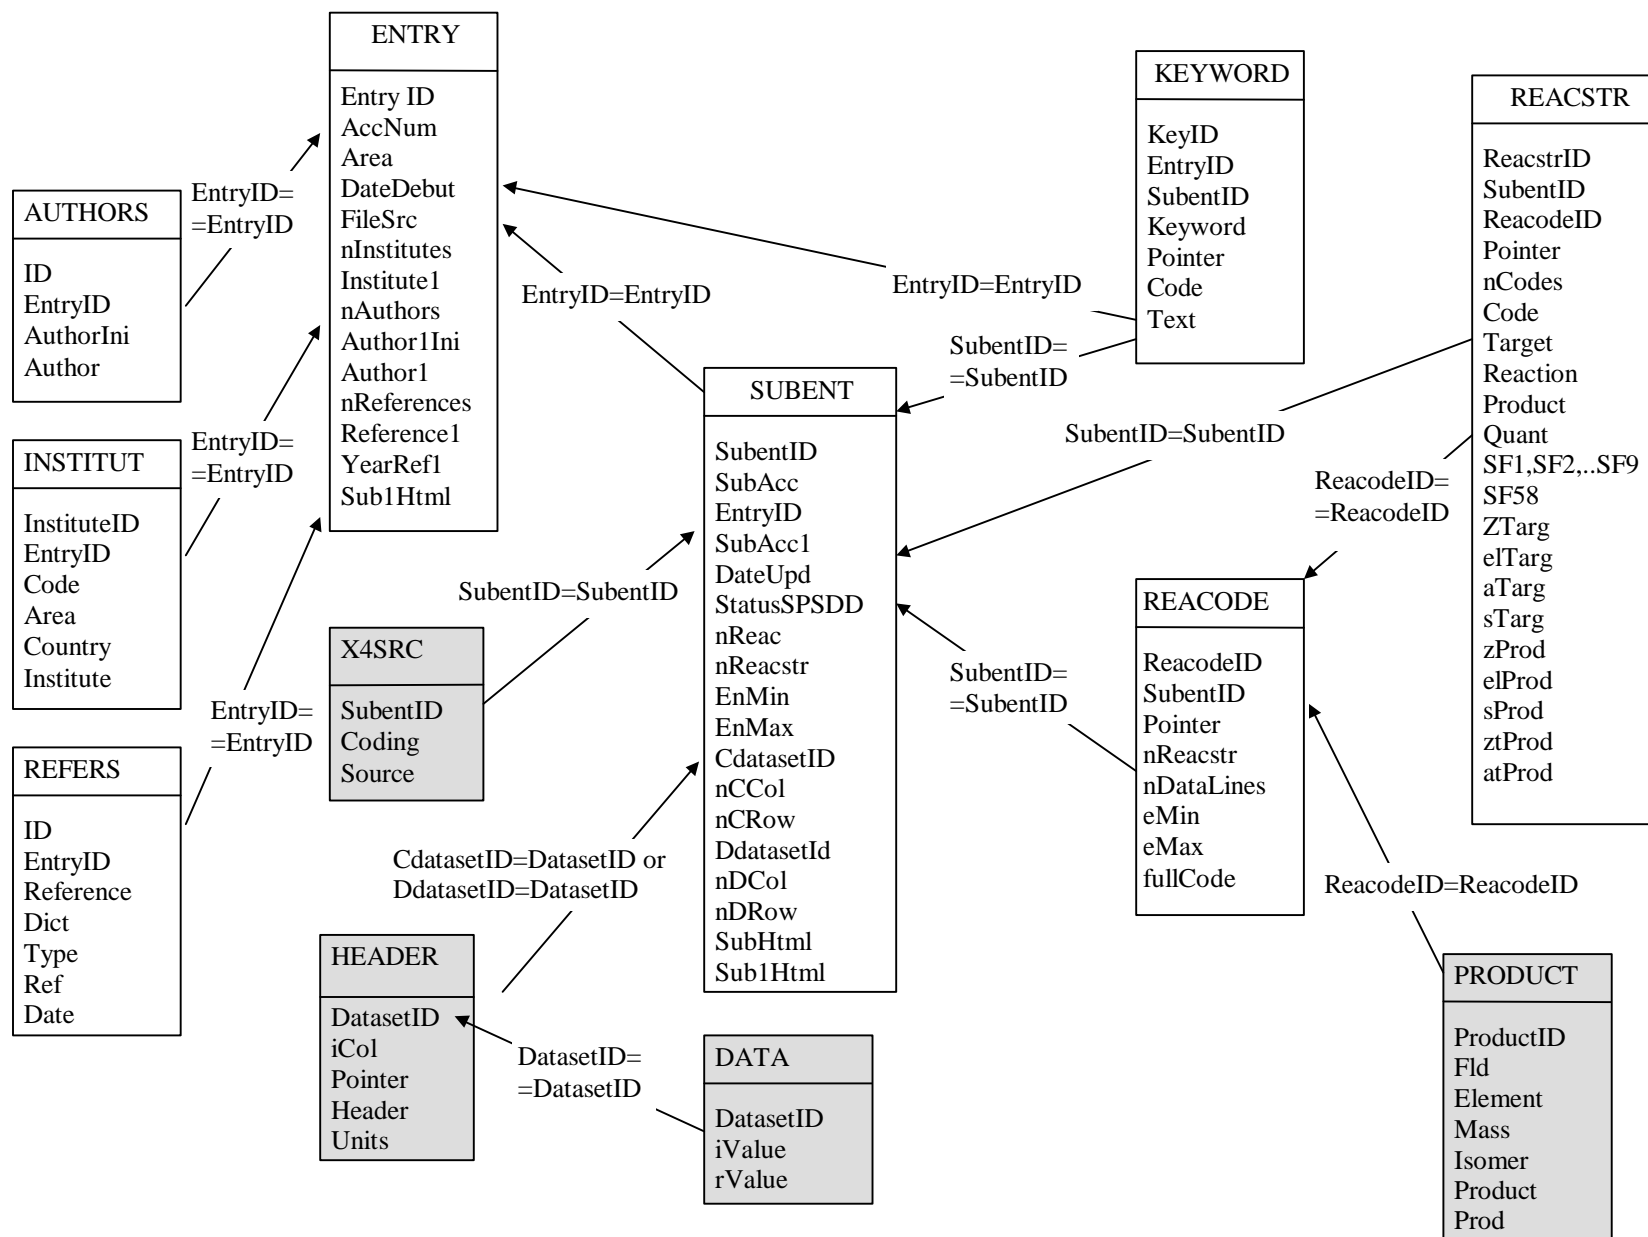 ENTRY
Entry ID
AccNum
Area
DateDebut
FileSrc
nInstitutes
Institute1
nAuthors
Author1Ini
Author1
nReferences
Reference1
YearRef1
Sub1Html
KEYWORD
KeyID
EntryID
SubentID
Keyword
Pointer
Code
Text
REACSTR
ReacstrID
SubentID
ReacodeID
Pointer
nCodes
Code
Target
Reaction
Product
Quant
SF1,SF2,..SF9
SF58
ZTarg
elTarg
aTarg
sTarg
zProd
elProd
sProd
ztProd
atProd
AUTHORS
ID
EntryID
AuthorIni
Author
EntryID=
=EntryID
EntryID=EntryID
EntryID=EntryID
SubentID=
=SubentID
SUBENT
SubentID
SubAcc
EntryID
SubAcc1
DateUpd
StatusSPSDD
nReac
nReacstr
EnMin
EnMax
CdatasetID
nCCol
nCRow
DdatasetId
nDCol
nDRow
SubHtml
Sub1Html
SubentID=SubentID
ReacodeID=
=ReacodeID
INSTITUT
InstituteID
EntryID
Code
Area
Country
Institute
EntryID=
=EntryID
SubentID=SubentID
X4SRC
SubentID
Coding
Source
REACODE
ReacodeID
SubentID
Pointer
nReacstr
nDataLines
eMin
eMax
fullCode
SubentID=
=SubentID
EntryID=
=EntryID
REFERS
ID
EntryID
Reference
Dict
Type
Ref
Date
CdatasetID=DatasetID or
DdatasetID=DatasetID
ReacodeID=ReacodeID
HEADER
DatasetID
iCol
Pointer
Header
Units
DatasetID=
=DatasetID
DATA
DatasetID
iValue
rValue
PRODUCT
ProductID
Fld
Element
Mass
Isomer
Product
Prod